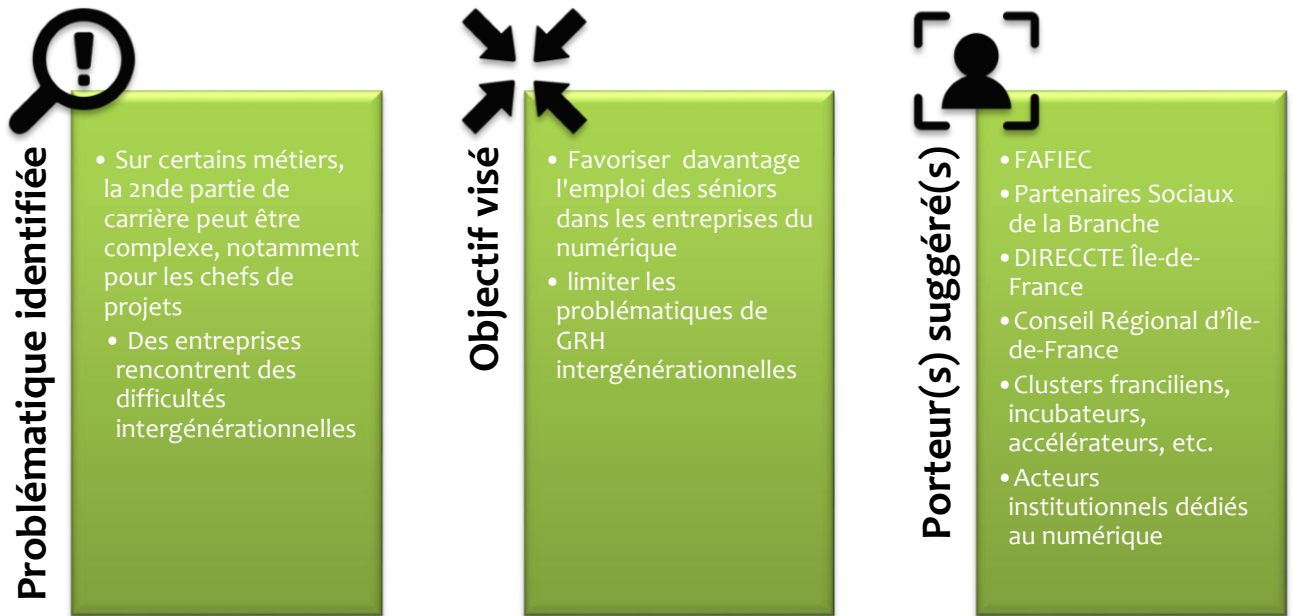 Problématique identifiée
• Sur certains métiers,
la 2nde partie de
carrière peut être
complexe, notamment
pour les chefs de
projets
• Des entreprises
rencontrent des
difficultés
intergénérationnelles
Objectif visé
• Favoriser davantage
l'emploi des séniors
dans les entreprises du
numérique
• limiter les
problématiques de
GRH
intergénérationnelles
Porteur(s) suggéré(s)
•FAFIEC
•Partenaires Sociaux
de la Branche
•DIRECCTE Île-de-
France
•Conseil Régional d’Île-
de-France
•Clusters franciliens,
incubateurs,
accélérateurs, etc.
•Acteurs
institutionnels dédiés
au numérique